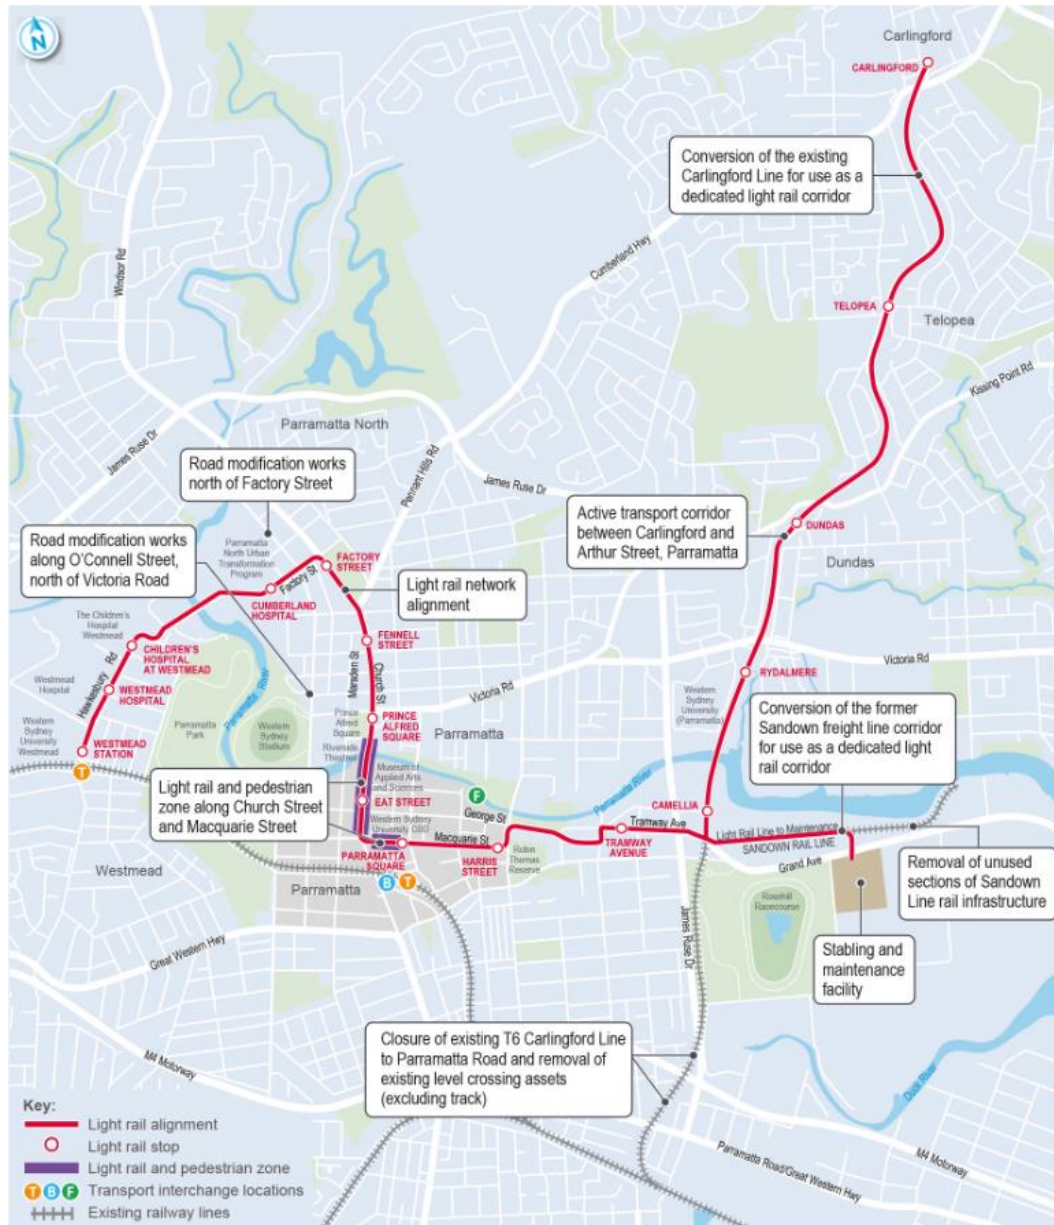 N
Carlingford
CARLINGFORD
Conversion of the existing
Carlingford Line for use as a
dedicated light rail corridor
Windsor Rd
Cumberland Hwy
TELOPEA
Telopea
Kissing Point Rd
Parramatta North
James Ruse Dr
Pennant Hills Rd
James Ruse Dr
Road modification works
north of Factory Street
Active transport corridor
between Carlingford and
Arthur Street, Parramatta
DUNDAS
Dundas
Road modification works
along O'Connell Street,
north of Victoria Road
Parramatta
North Urban
Transformation
Program
FACTORY
STREET
Factory St
Light rail network
alignment
CUMBERLAND
HOSPITAL
The Children's
Hospital
Westmead
CHILDREN'S
HOSPITAL
AT WESTMEAD
FENNELL
STREET
Marsden St
Church St
Hawkesbury Rd
Westmead
Hospital
WESTMEAD
HOSPITAL
Parramatta River
Victoria Rd
Victoria Rd
RYDALMERE
Western
Sydney
University
(Parramatta)
Conversion of the former
Sandown freight line corridor
for use as a dedicated light
rail corridor
Western
Sydney
University
Westmead
WESTMEAD
STATION
T
Parramatta
Park
Western
Sydney
Stadium
Prince
Alfred
Square
PRINCE
ALFRED
SQUARE
Parramatta
Riverside
Theatres
Museum of
Applied Arts
and Sciences
Light rail and pedestrian
zone along Church Street
and Macquarie Street
EAT STREET
F
George St
Parramatta River
CAMELLIA
Western Sydney
University CBD
Macquarie St
Tramway Ave
Light Rail Line to Maintenance
SANDOWN RAIL LINE
PARRAMATTA
SQUARE
HARRIS
STREET
Robin
Thomas
Reserve
TRAMWAY
AVENUE
Grand Ave
Removal of unused
sections of Sandown
Line rail infrastructure
Westmead
Parramatta
B
T
Rosehill
Racecourse
James Ruse Dr
Great Western Hwy
Stabling and
maintenance
facility
Closure of existing T6 Carlingford Line
to Parramatta Road and removal of
existing level crossing assets
(excluding track)
M4 Motorway
Duck River
Parramatta Road/Great Western Hwy
M4 Motorway
Key:
Light rail alignment
Light rail stop
Light rail and pedestrian zone
T B F Transport interchange locations
Existing railway lines